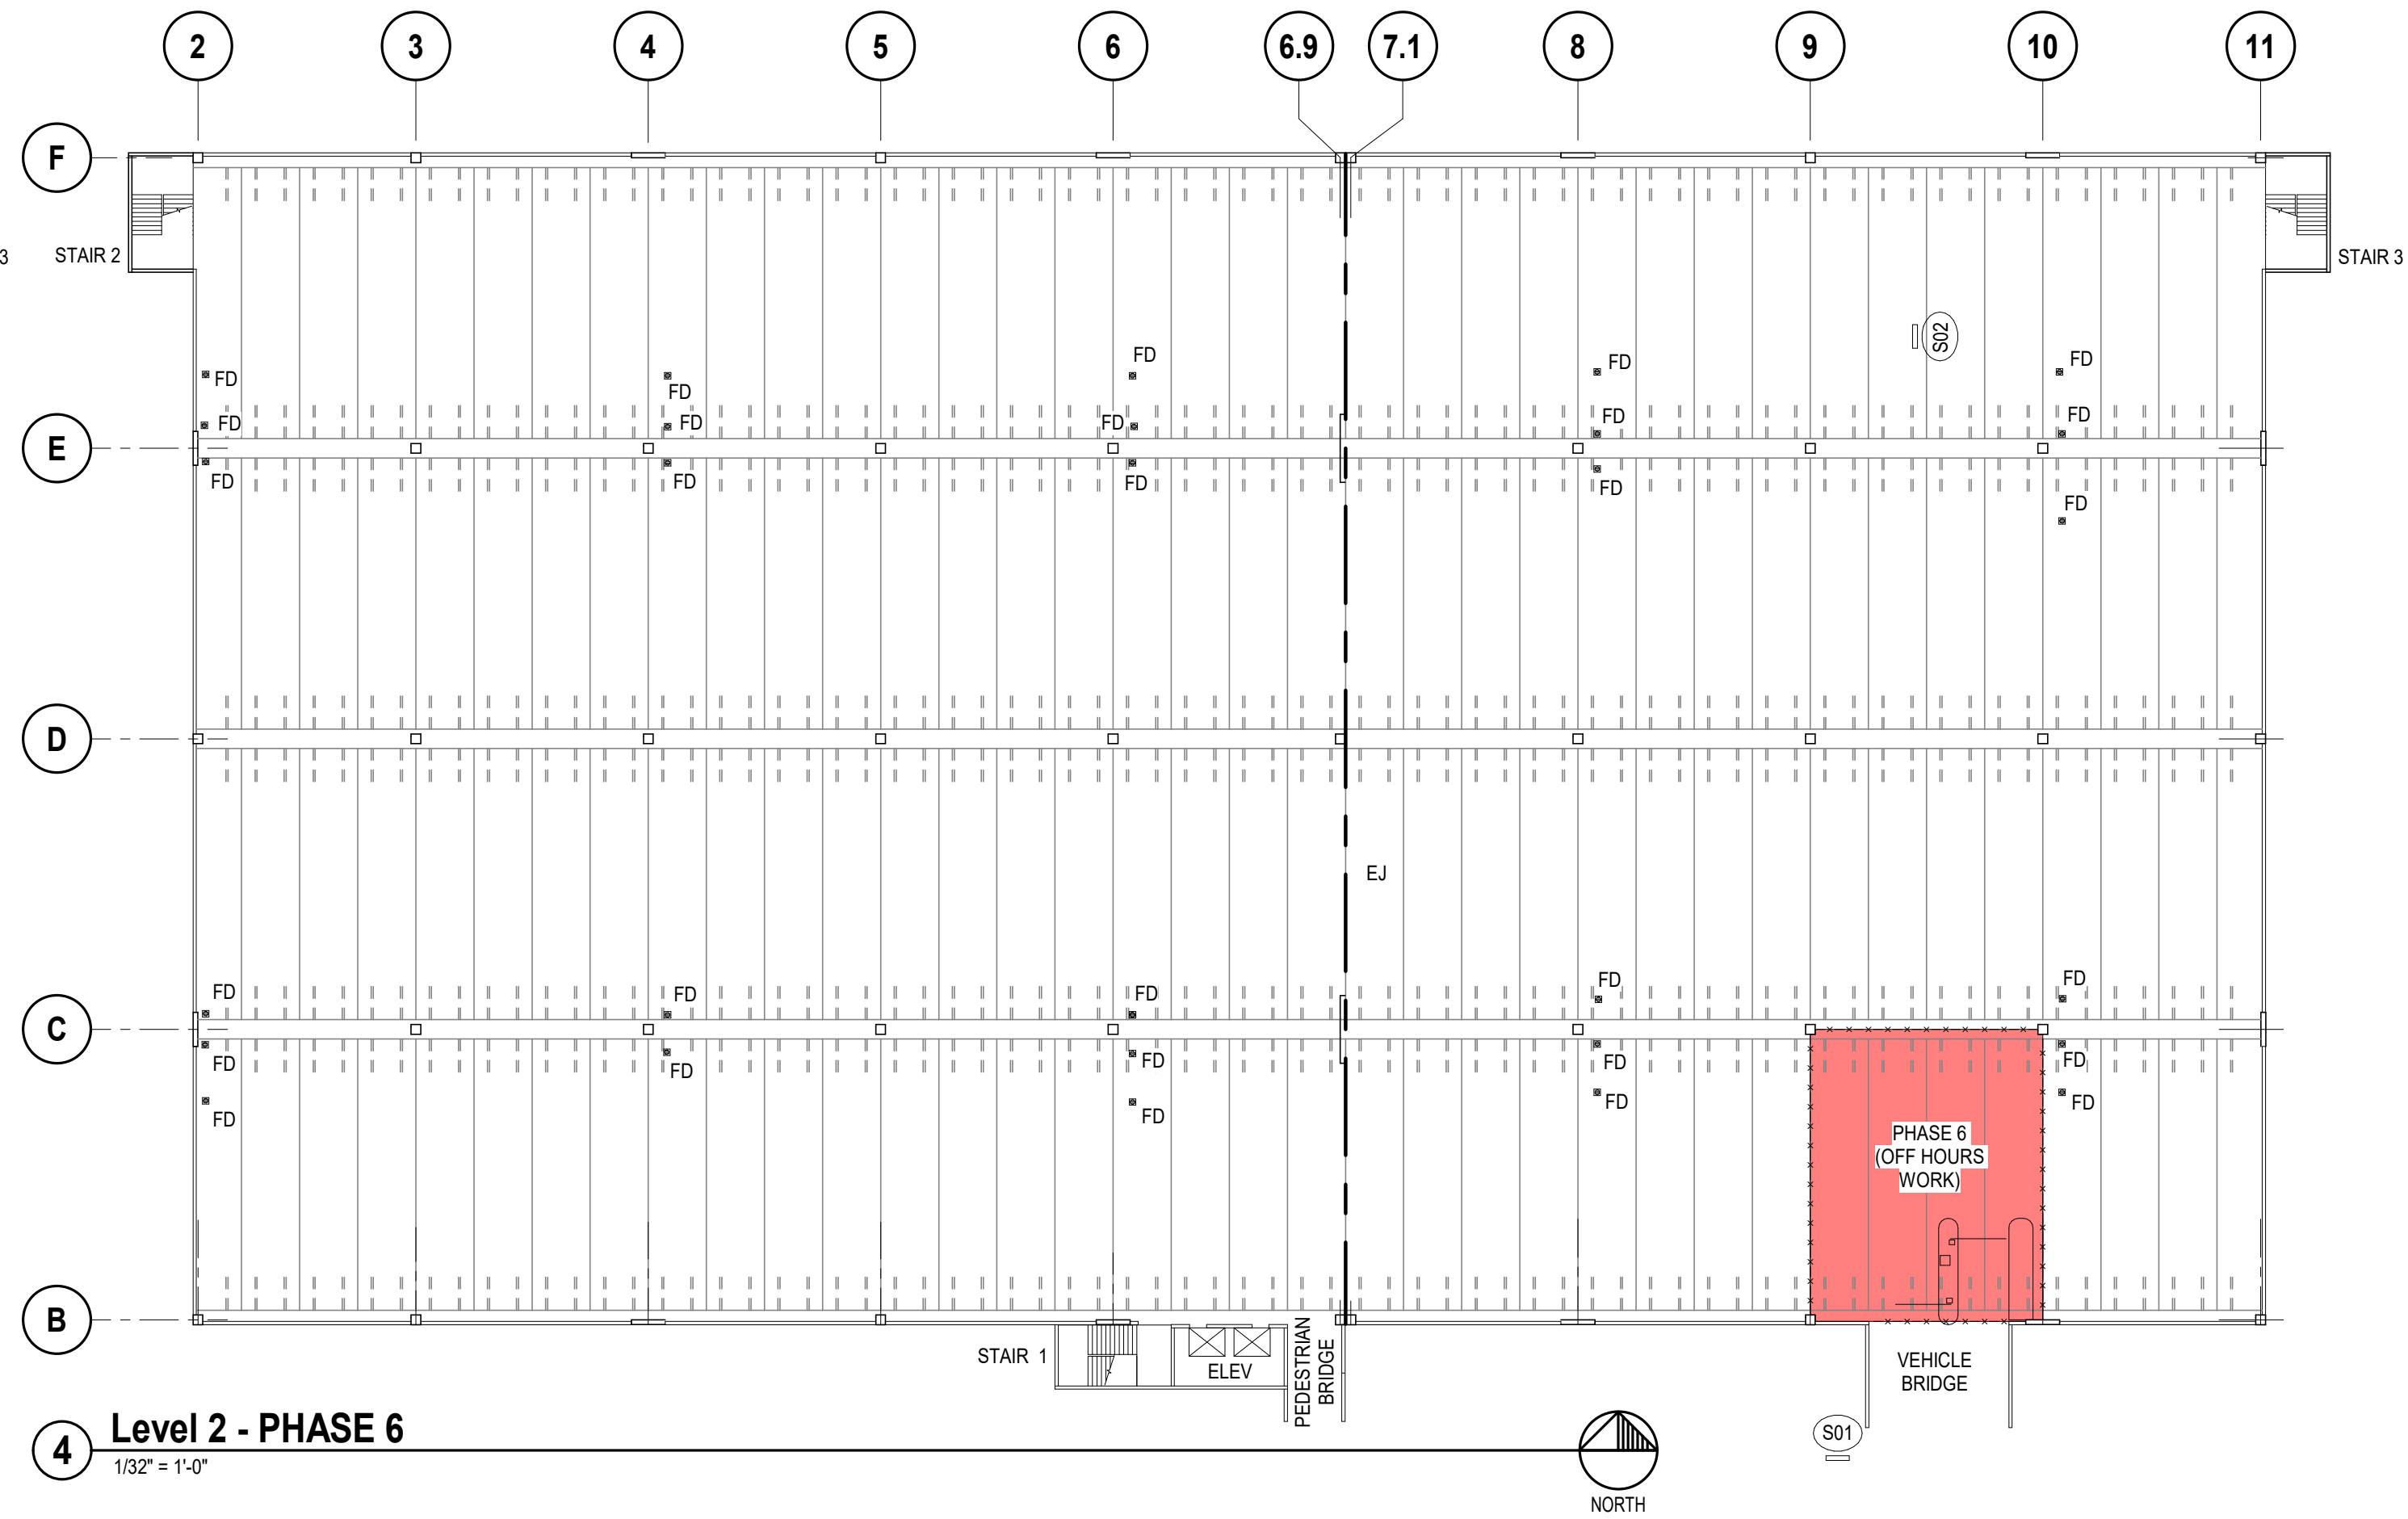 2 3 4 5 6 6.9 7.1 8 9 10 11
F
3 STAIR 2 STAIR 3
S02
FD FD FD FD FD
FD FD FD FD FD
E
FD FD FD FD FD
D
EJ
FD FD FD FD FD
C
FD FD FD FD FD
FD FD FD FD
PHASE 6
(OFF HOURS
WORK)
B
STAIR 1
ELEV
PEDESTRIAN
BRIDGE
VEHICLE
BRIDGE
4 Level 2 - PHASE 6
1/32" = 1'-0"
NORTH
S01